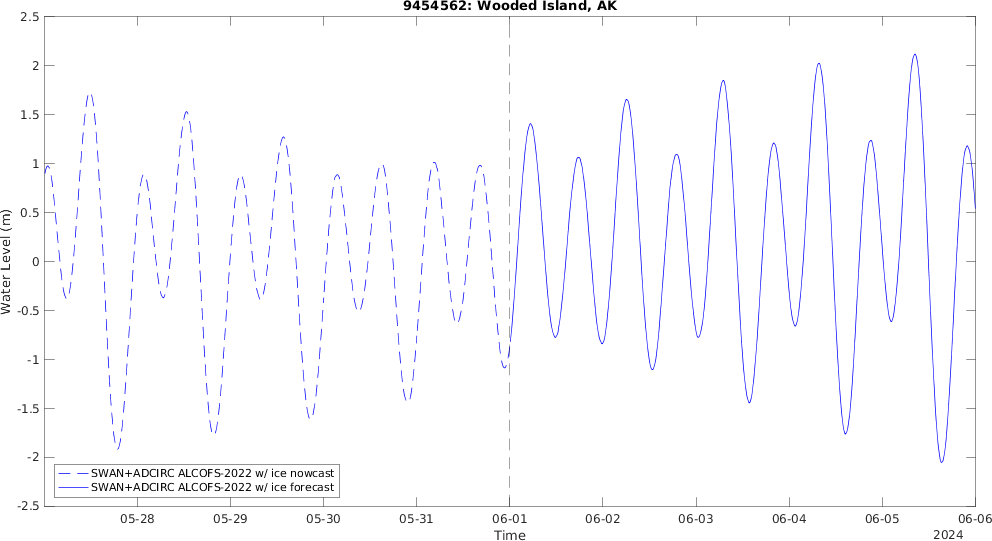 9454562: Wooded Island, AK
2.5
2
1.5
1
0.5
0
-0.5
-1
-1.5
-2
-2.5
Water Level (m)
SWAN+ADCIRC ALCOFS-2022 w/ ice nowcast
SWAN+ADCIRC ALCOFS-2022 w/ ice forecast
05-28 05-29 05-30 05-31 06-01 06-02 06-03 06-04 06-05 06-06
Time
2024